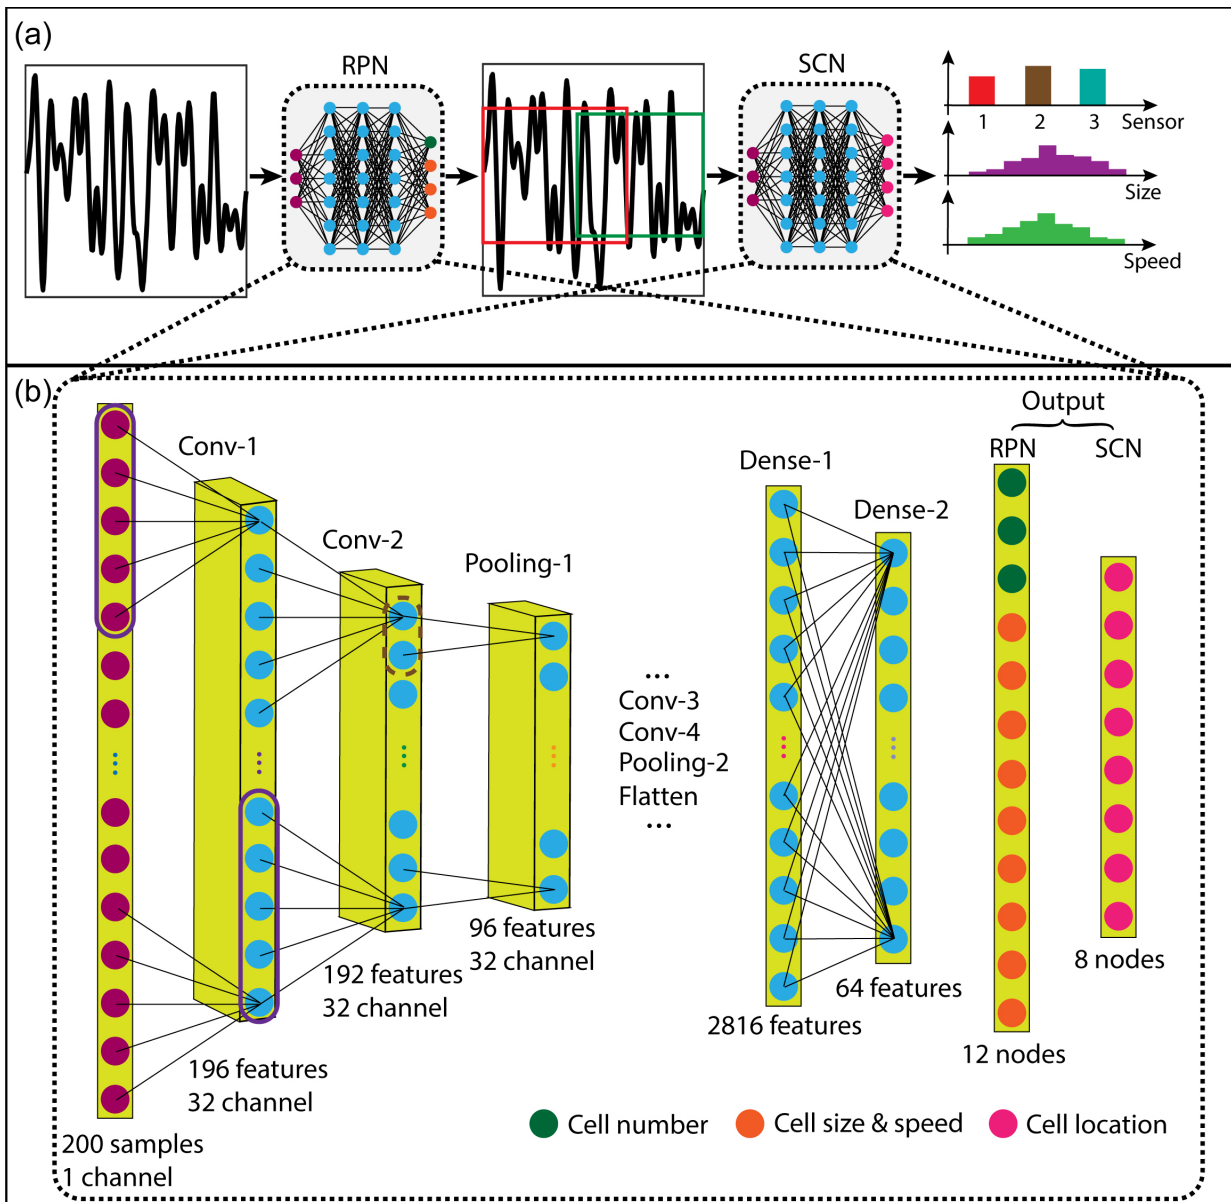 (a)
RPN
SCN
1 2 3 Sensor
Size
Speed
(b)
Output
RPN SCN
Conv-1
Dense-1
Dense-2
Conv-2
Pooling-1
...
Conv-3
Conv-4
Pooling-2
Flatten
...
96 features
32 channel
192 features
32 channel
196 features
32 channel
200 samples
1 channel
2816 features
64 features
12 nodes
8 nodes
Cell number
Cell size & speed
Cell location